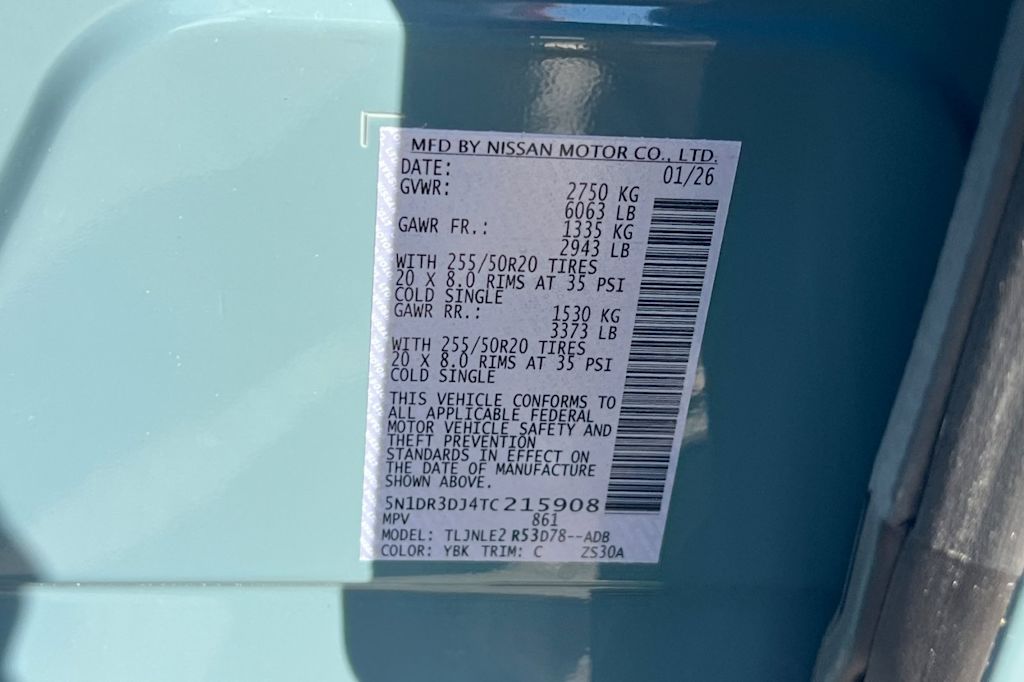 MFD BY NISSAN MOTOR CO., LTD.
DATE: 01/26
GVWR: 2750 KG
6063 LB
GAWR FR.: 1335 KG
2943 LB
WITH 255/50R20 TIRES
20 X 8.0 RIMS AT 35 PSI
COLD SINGLE
GAWR RR.: 1530 KG
3373 LB
WITH 255/50R20 TIRES
20 X 8.0 RIMS AT 35 PSI
COLD SINGLE
THIS VEHICLE CONFORMS TO
ALL APPLICABLE FEDERAL
MOTOR VEHICLE SAFETY AND
THEFT PREVENTION
STANDARDS IN EFFECT ON
THE DATE OF MANUFACTURE
SHOWN ABOVE.
5N1DR3DJ4TC215908
MPV 861
MODEL: TLJNLE2 R53D78--ADB
COLOR: YBK TRIM: C ZS30A